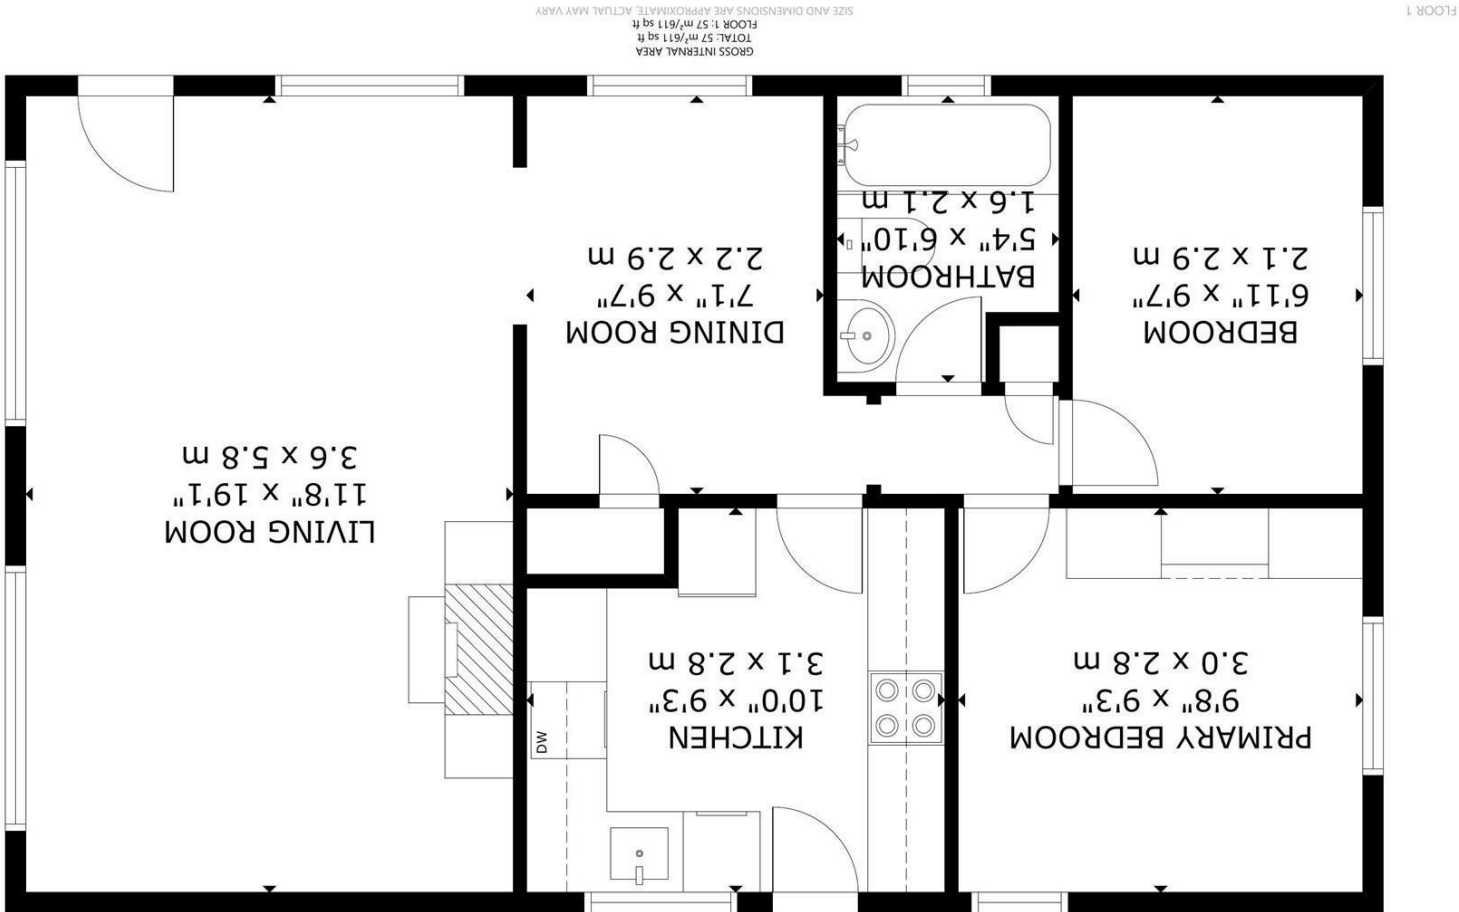 PRIMARY BEDROOM
9'8" x 9'3"
3.0 x 2.8 m
KITCHEN
10'0" x 9'3"
3.1 x 2.8 m
DW
LIVING ROOM
11'8" x 19'1"
3.6 x 5.8 m
BEDROOM
6'11" x 9'7"
2.1 x 2.9 m
BATHROOM
5'4" x 6'10"
1.6 x 2.1 m
DINING ROOM
7'1" x 9'7"
2.2 x 2.9 m
GROSS INTERNAL AREA
TOTAL: 57 m²/611 sq ft
FLOOR 1: 57 m²/611 sq ft
SIZE AND DIMENSIONS ARE APPROXIMATE, ACTUAL MAY VARY
FLOOR 1